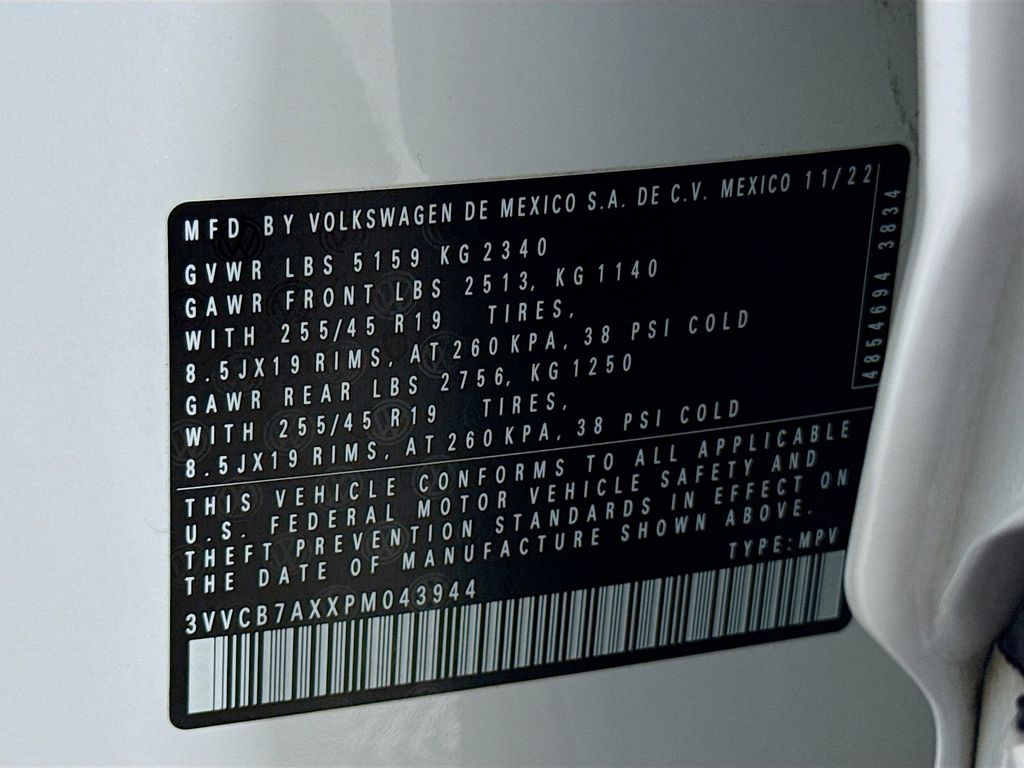 MFD BY VOLKSWAGEN DE MEXICO S.A. DE C.V. MEXICO 11/22
GVWR LBS 5159 KG 2340
GAWR FRONT LBS 2513, KG 1140
WITH 255/45 R19 TIRES,
8.5JX19 RIMS, AT 260 KPA, 38 PSI COLD
GAWR REAR LBS 2756, KG 1250
WITH 255/45 R19 TIRES,
8.5JX19 RIMS, AT 260 KPA, 38 PSI COLD
4854694 3834
THIS VEHICLE CONFORMS TO ALL APPLICABLE
U.S. FEDERAL MOTOR VEHICLE SAFETY AND
THEFT PREVENTION STANDARDS IN EFFECT ON
THE DATE OF MANUFACTURE SHOWN ABOVE.
TYPE: MPV
3VVCB7AXXPM043944